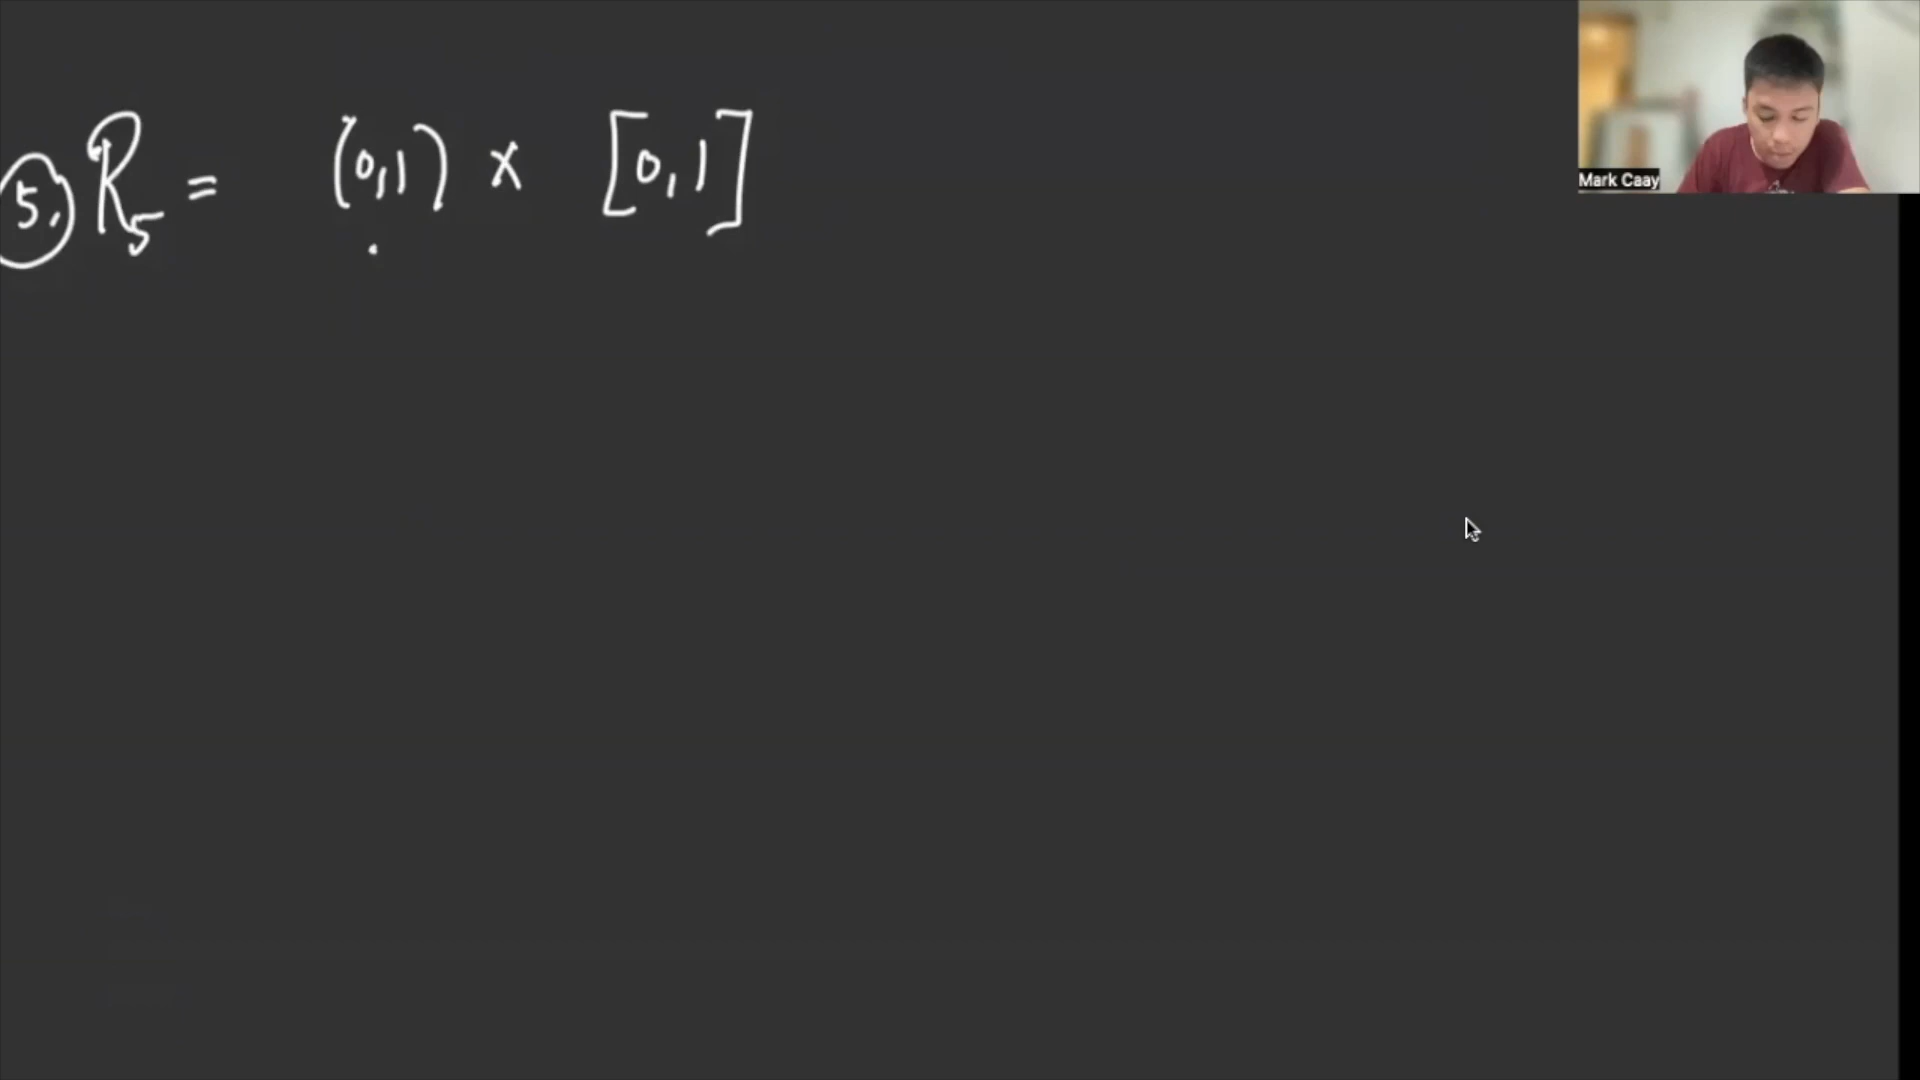 5. R5 = (0,1) x [0,1]
Mark Caay